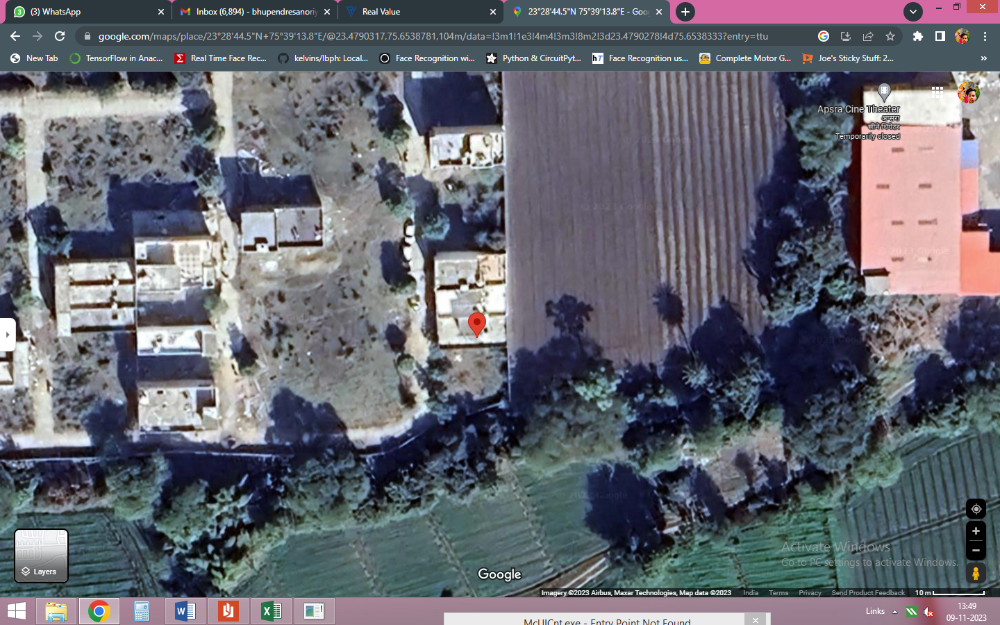 (3) WhatsApp
Inbox (6,894) - bhupendresanoriy
Real Value
23°28'44.5"N 75°39'13.8"E - Goo
google.com/maps/place/23°28'44.5"N+75°39'13.8"E/@23.4790317,75.6538781,104m/data=!3m1!1e3!4m4!3m3!8m2!3d23.4790278!4d75.6538333?entry=ttu
New Tab
TensorFlow in Anac...
Real Time Face Rec...
kelvins/lbph: Local...
Face Recognition wi...
Python & CircuitPyt...
Face Recognition us...
Complete Motor G...
Joe's Sticky Stuff: 2...
»
Apsra Cine Theater
अप्सरा
सीने थियेटर
Temporarily closed
© 2023 Google
© 2023 Google
Layers
Google
Activate Windows
Go to PC settings to activate Windows.
Imagery ©2023 Airbus, Maxar Technologies, Map data ©2023
India
Terms
Privacy
Send Product Feedback
10 m
Links
13:49
09-11-2023
McUICnt.exe - Entry Point Not Found